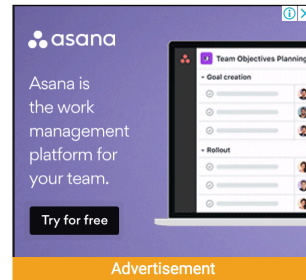 asana
Asana is
the work
management
platform for
your team.
Try for free
Team Objectives Planning
Goal creation
Rollout
Advertisement